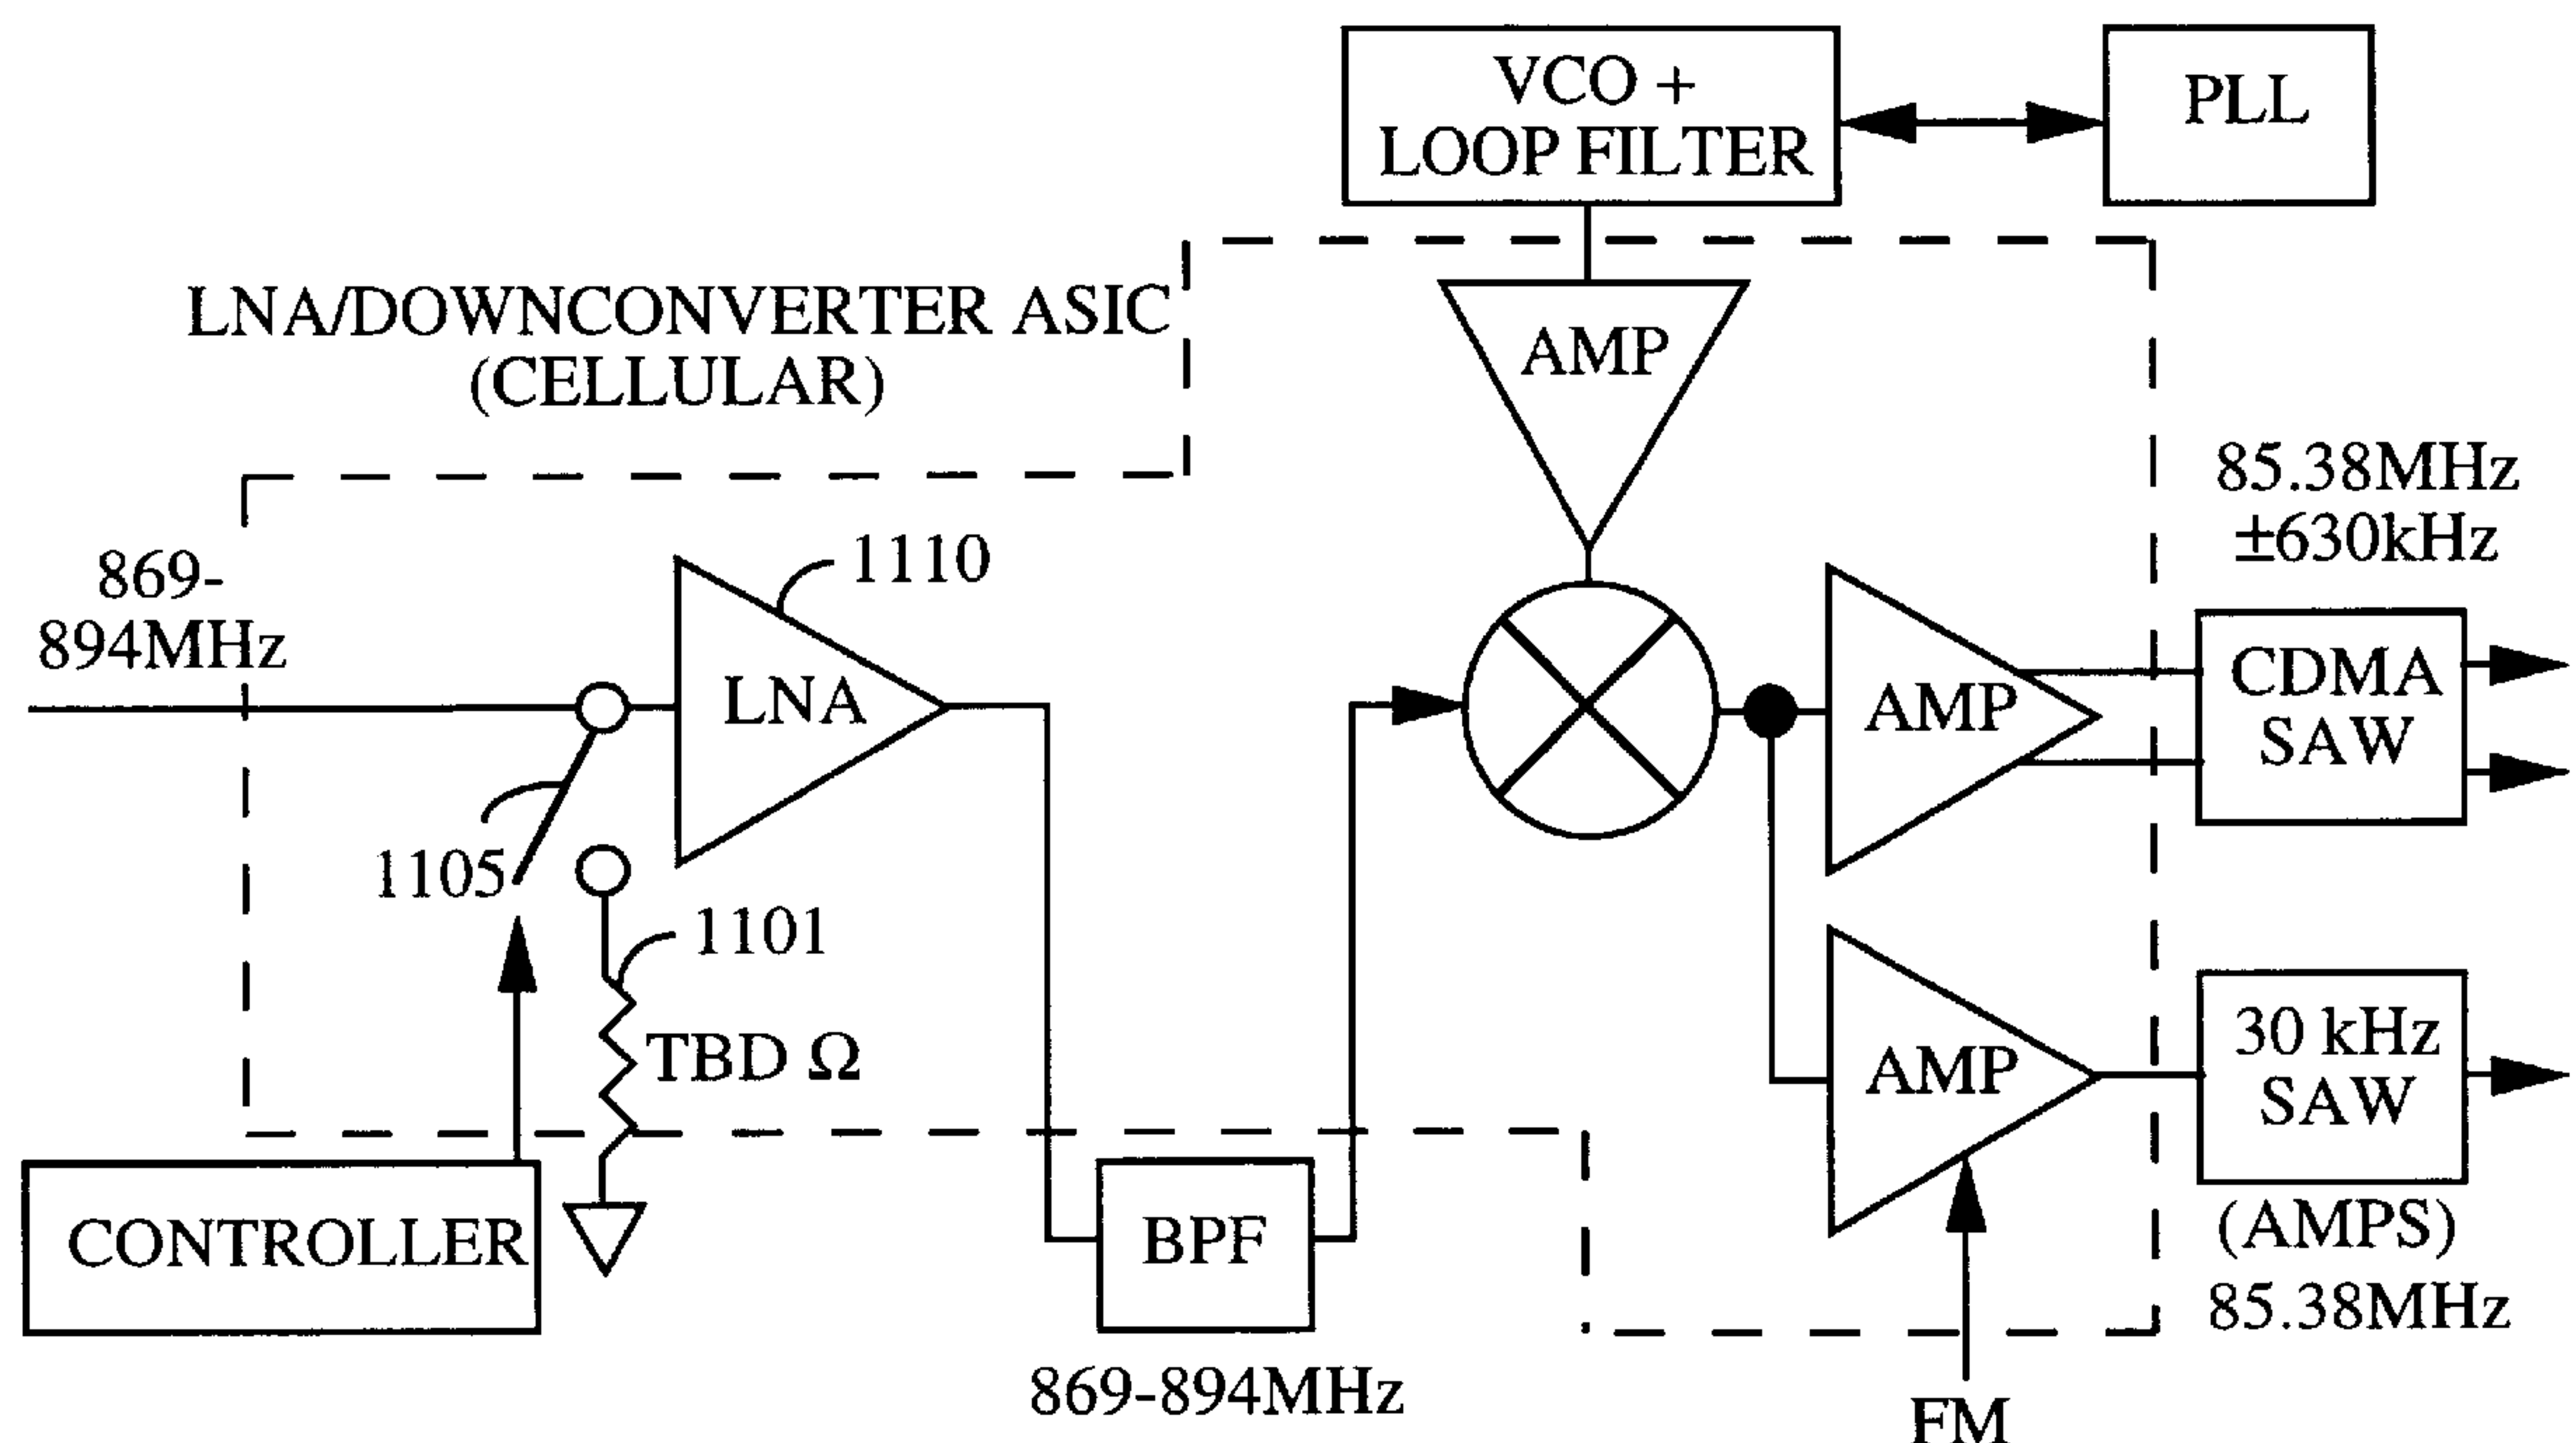 VCO +
LOOP FILTER
PLL
LNA/DOWNCONVERTER ASIC
(CELLULAR)
AMP
85.38MHz
±630kHz
869-
894MHz
1110
LNA
AMP
CDMA
SAW
1105
1101
TBD Ω
AMP
30 kHz
SAW
(AMPS)
85.38MHz
CONTROLLER
BPF
869-894MHz
FM